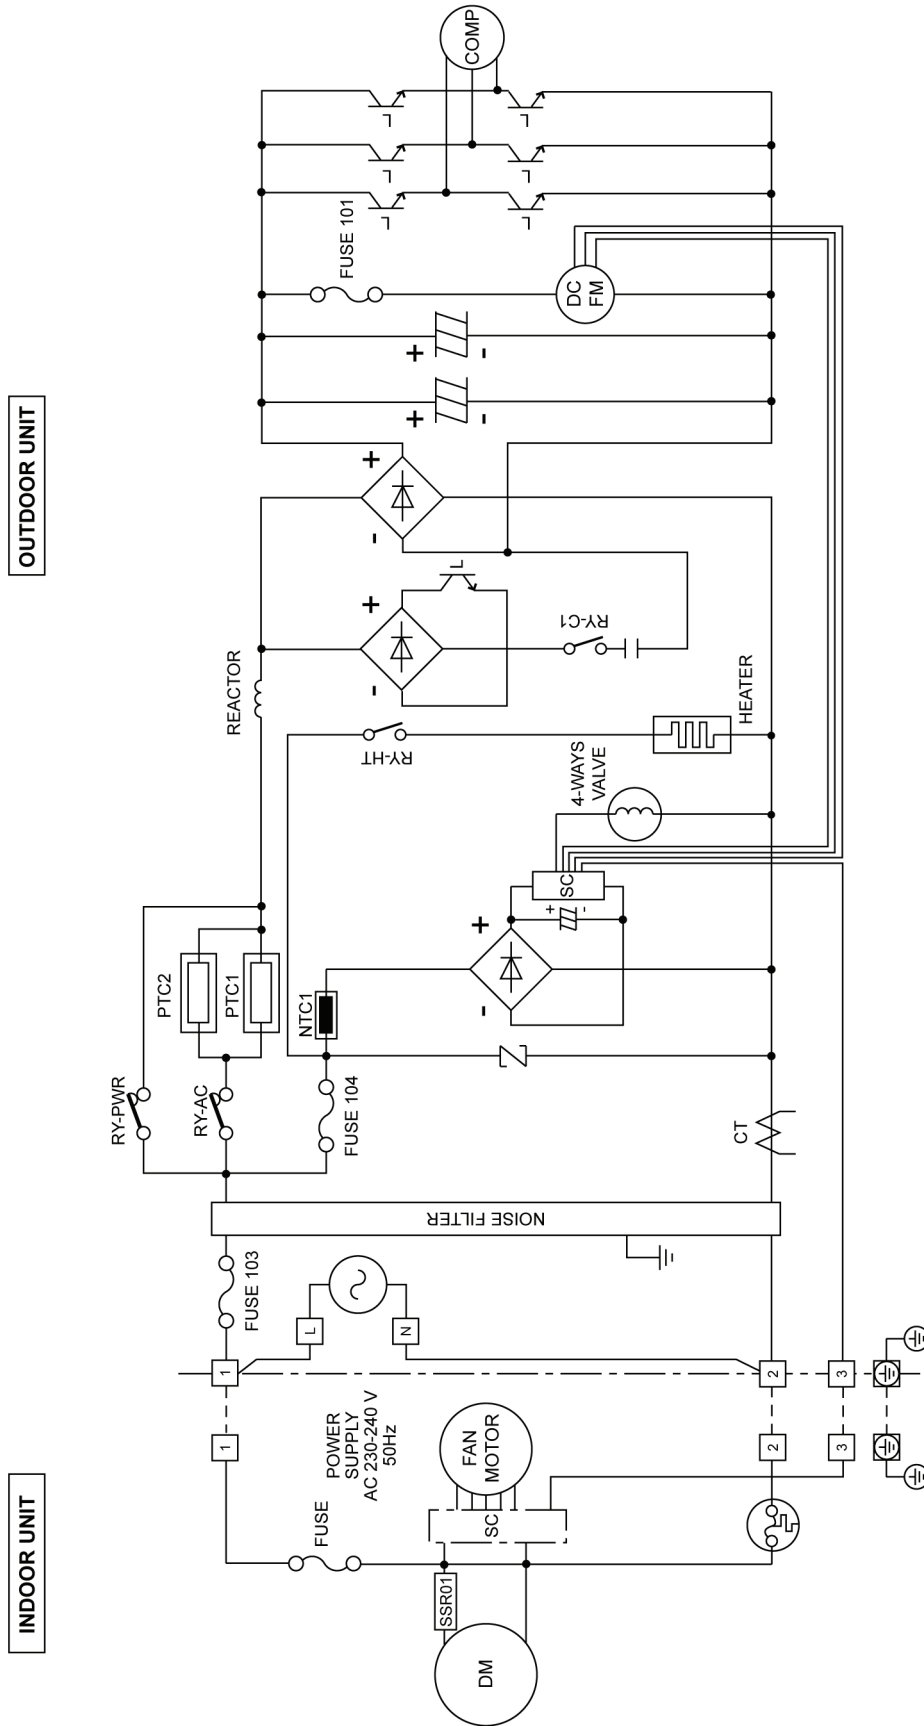 INDOOR UNIT
OUTDOOR UNIT
RY-PWR
PTC2
RY-AC
PTC1
REACTOR
FUSE 103
FUSE 104
NTC1
RY-HT
FUSE 101
COMP
L
L
L
L
L
L
L
+
-
+
-
+
-
+
-
+
-
+
-
1
1
L
N
POWER
SUPPLY
AC 230-240 V
50Hz
FUSE
NOISE FILTER
FAN
MOTOR
SC
SSR01
DM
SC
4-WAYS
VALVE
RY-C1
HEATER
DC
FM
CT
2
2
3
3